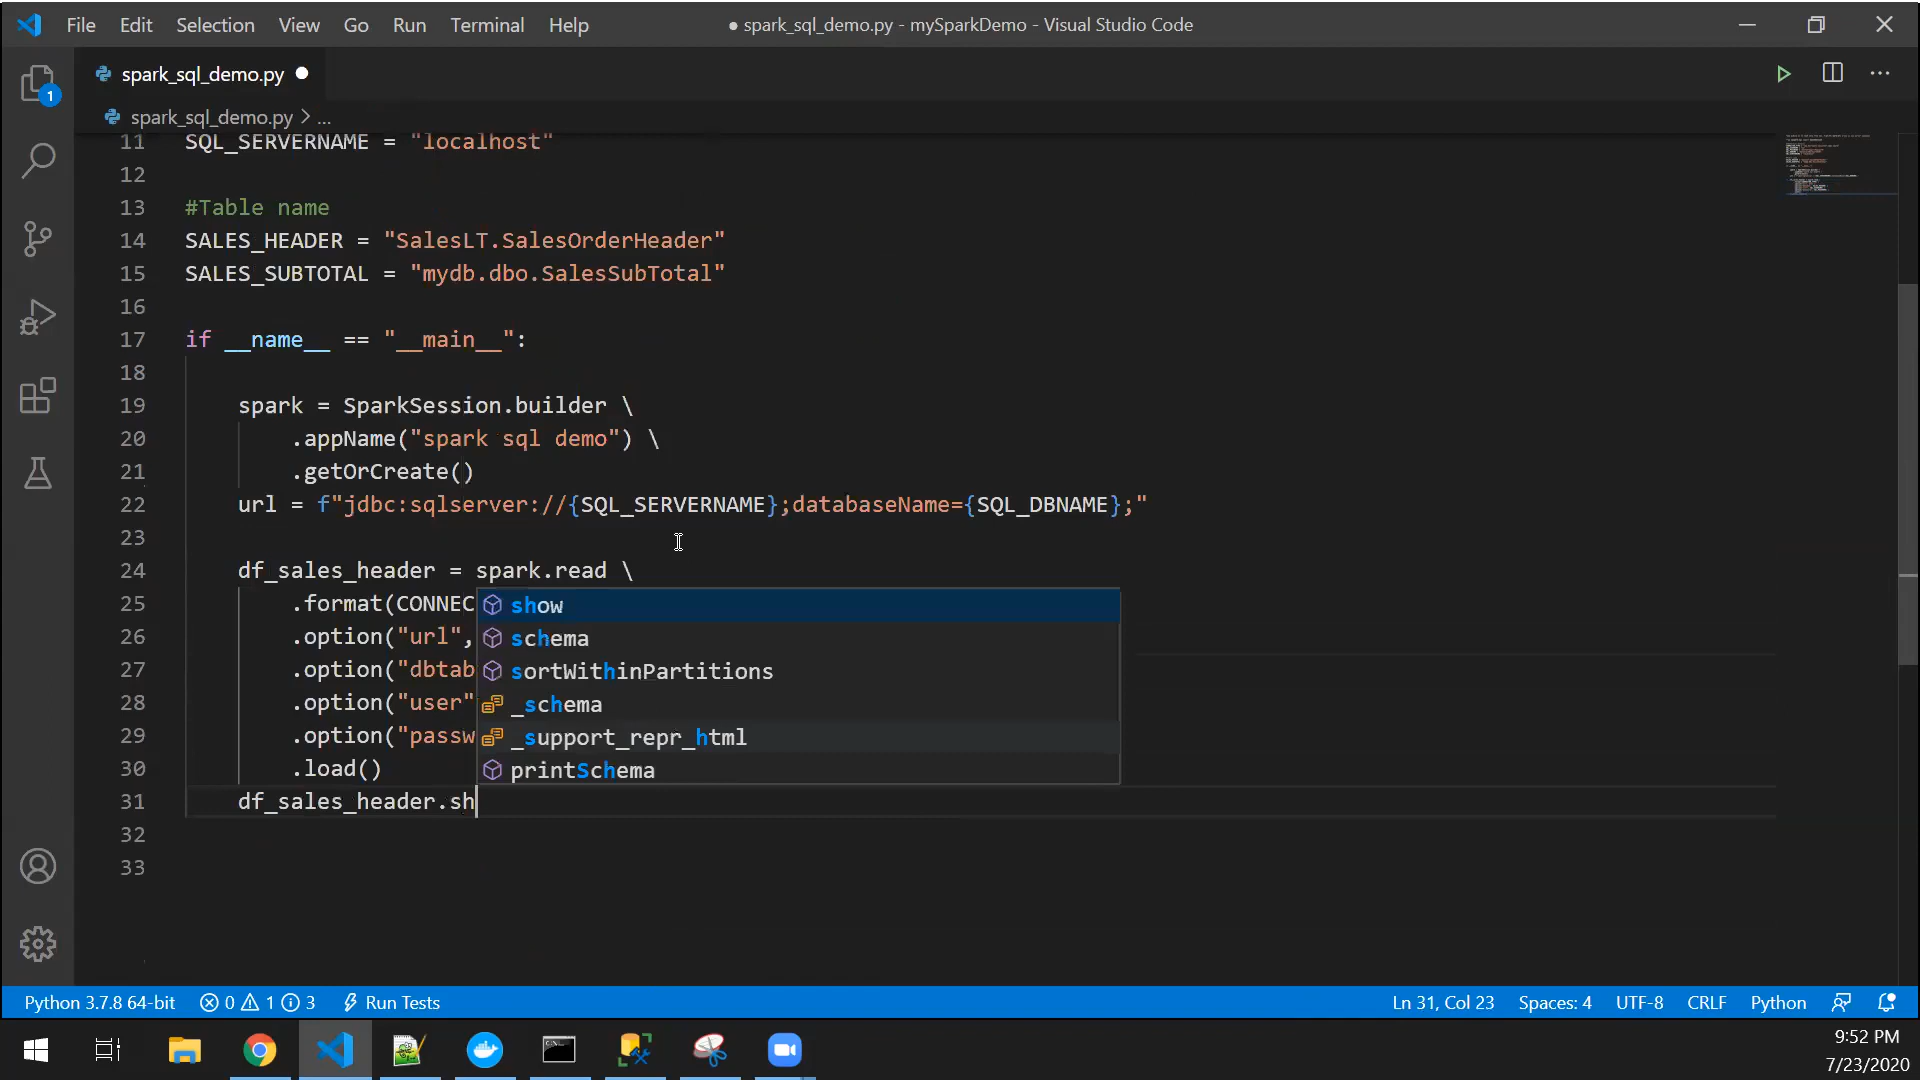 File Edit Selection View Go Run Terminal Help ● spark_sql_demo.py - mySparkDemo - Visual Studio Code
spark_sql_demo.py
1
spark_sql_demo.py > ...
11 SQL_SERVERNAME = "localhost"
12
13 #Table name
14 SALES_HEADER = "SalesLT.SalesOrderHeader"
15 SALES_SUBTOTAL = "mydb.dbo.SalesSubTotal"
16
17 if __name__ == "__main__":
18
19 spark = SparkSession.builder \
20 .appName("spark sql demo") \
21 .getOrCreate()
22 url = f"jdbc:sqlserver://{SQL_SERVERNAME};databaseName={SQL_DBNAME};"
23
24 df_sales_header = spark.read \
25 .format(CONNEC
26 .option("url",
27 .option("dbtab
28 .option("user"
29 .option("passw
30 .load()
31 df_sales_header.sh
32
33
show
schema
sortWithinPartitions
_schema
_support_repr_html
printSchema
Python 3.7.8 64-bit 0 1 3 Run Tests Ln 31, Col 23 Spaces: 4 UTF-8 CRLF Python
9:52 PM
7/23/2020